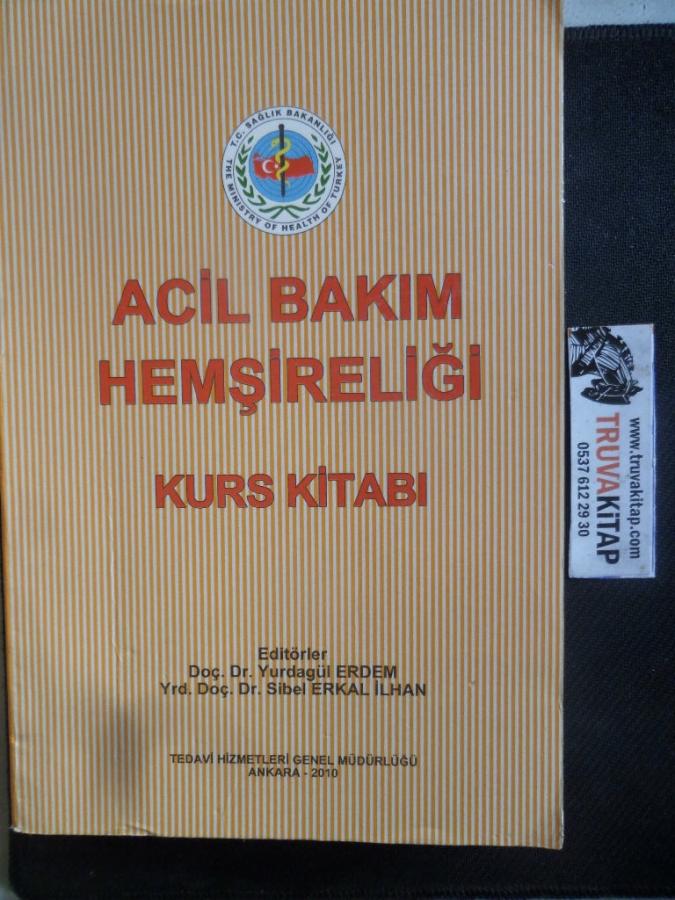 T.C. SAĞLIK BAKANLIĞI
THE MINISTRY OF HEALTH OF TURKEY
ACİL BAKIM
HEMŞİRELİĞİ
KURS KİTABI
Editörler
Doç. Dr. Yurdagül ERDEM
Yrd. Doç. Dr. Sibel ERKAL İLHAN
TEDAVİ HİZMETLERİ GENEL MÜDÜRLÜĞÜ
ANKARA - 2010
www.truvakitap.com
TRUVAKİTAP
0537 612 29 30